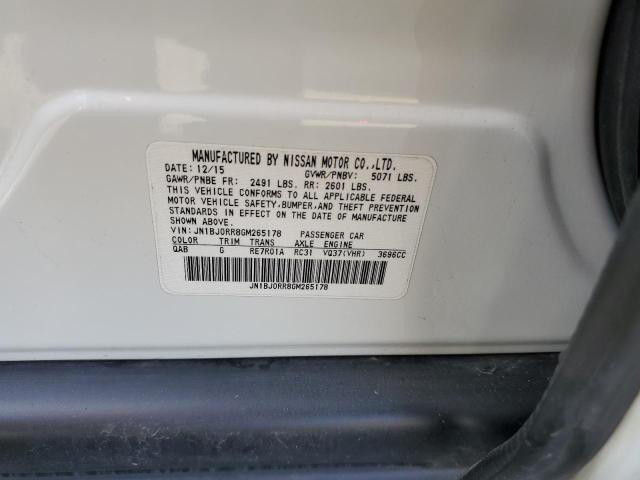 MANUFACTURED BY NISSAN MOTOR CO.,LTD.
DATE: 12/15 GVWR/PNBV: 5071 LBS.
GAWR/PNBE FR: 2491 LBS. RR: 2601 LBS.
THIS VEHICLE CONFORMS TO ALL APPLICABLE FEDERAL
MOTOR VEHICLE SAFETY,BUMPER,AND THEFT PREVENTION
STANDARDS IN EFFECT ON THE DATE OF MANUFACTURE
SHOWN ABOVE.
VIN: JN1BJ0RR8GM265178 PASSENGER CAR
COLOR TRIM TRANS AXLE ENGINE
QAB G RE7R01A RC31 VQ37(VHR) 3696CC
JN1BJ0RR8GM265178